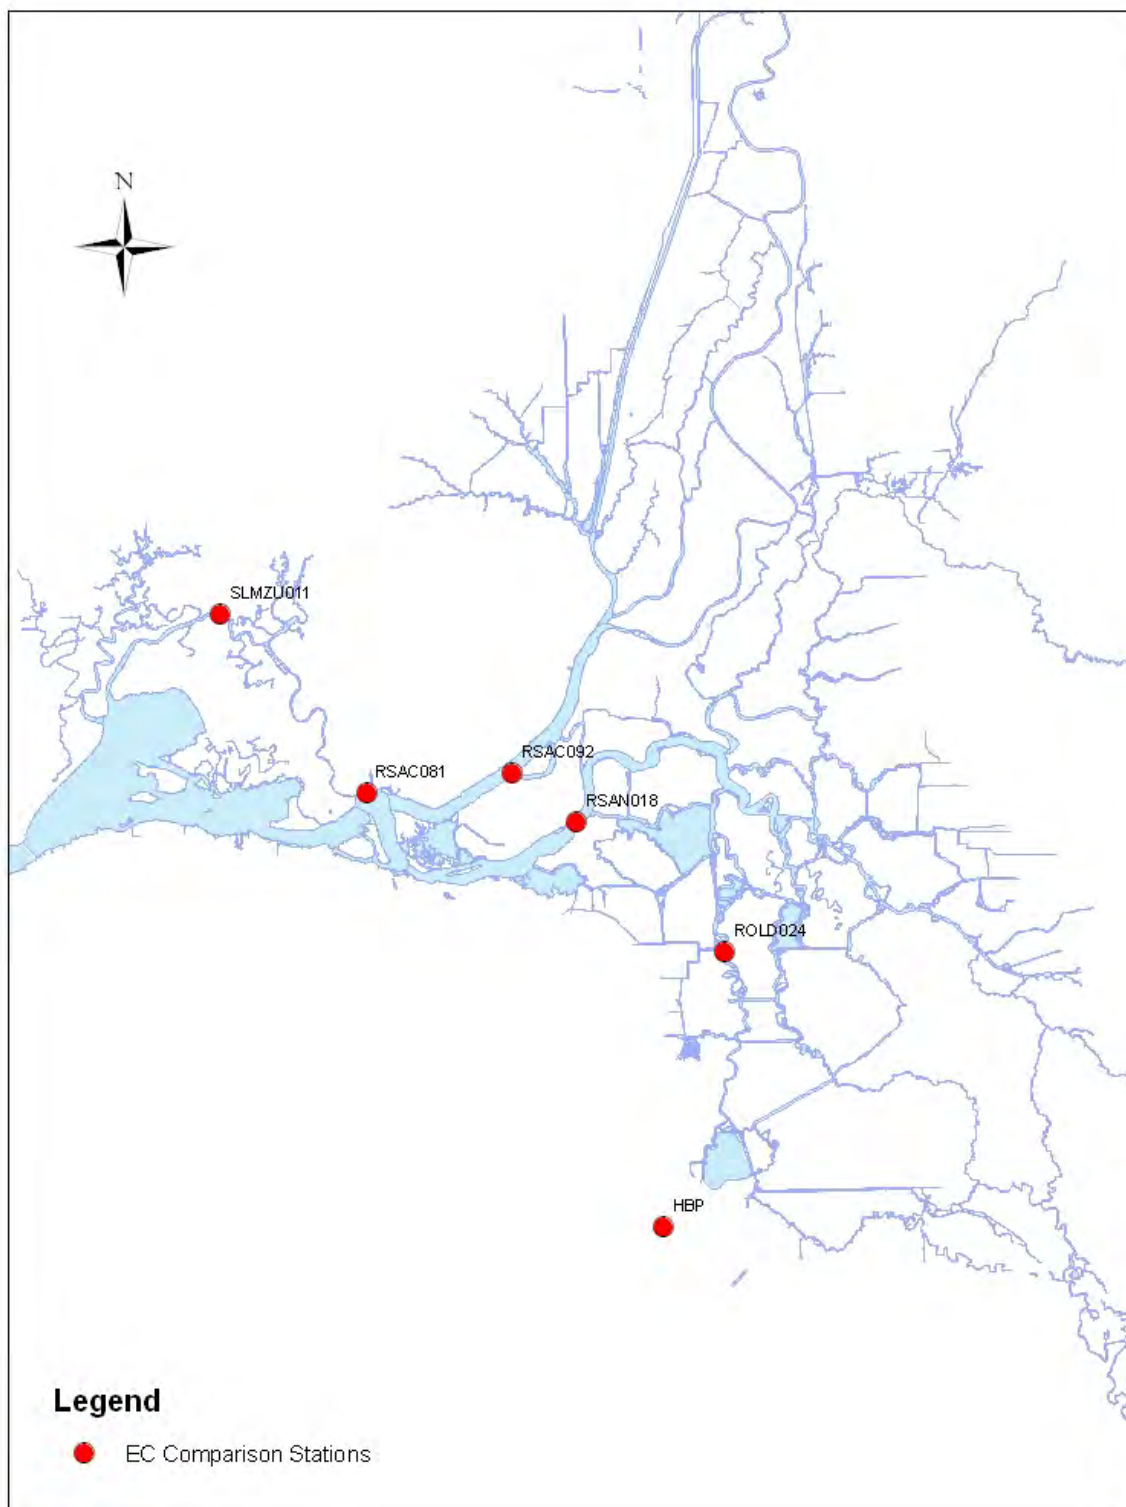 N
SLMZU011
RSAC092
RSAC081
RSAN018
ROLD024
HBP
Legend
EC Comparison Stations